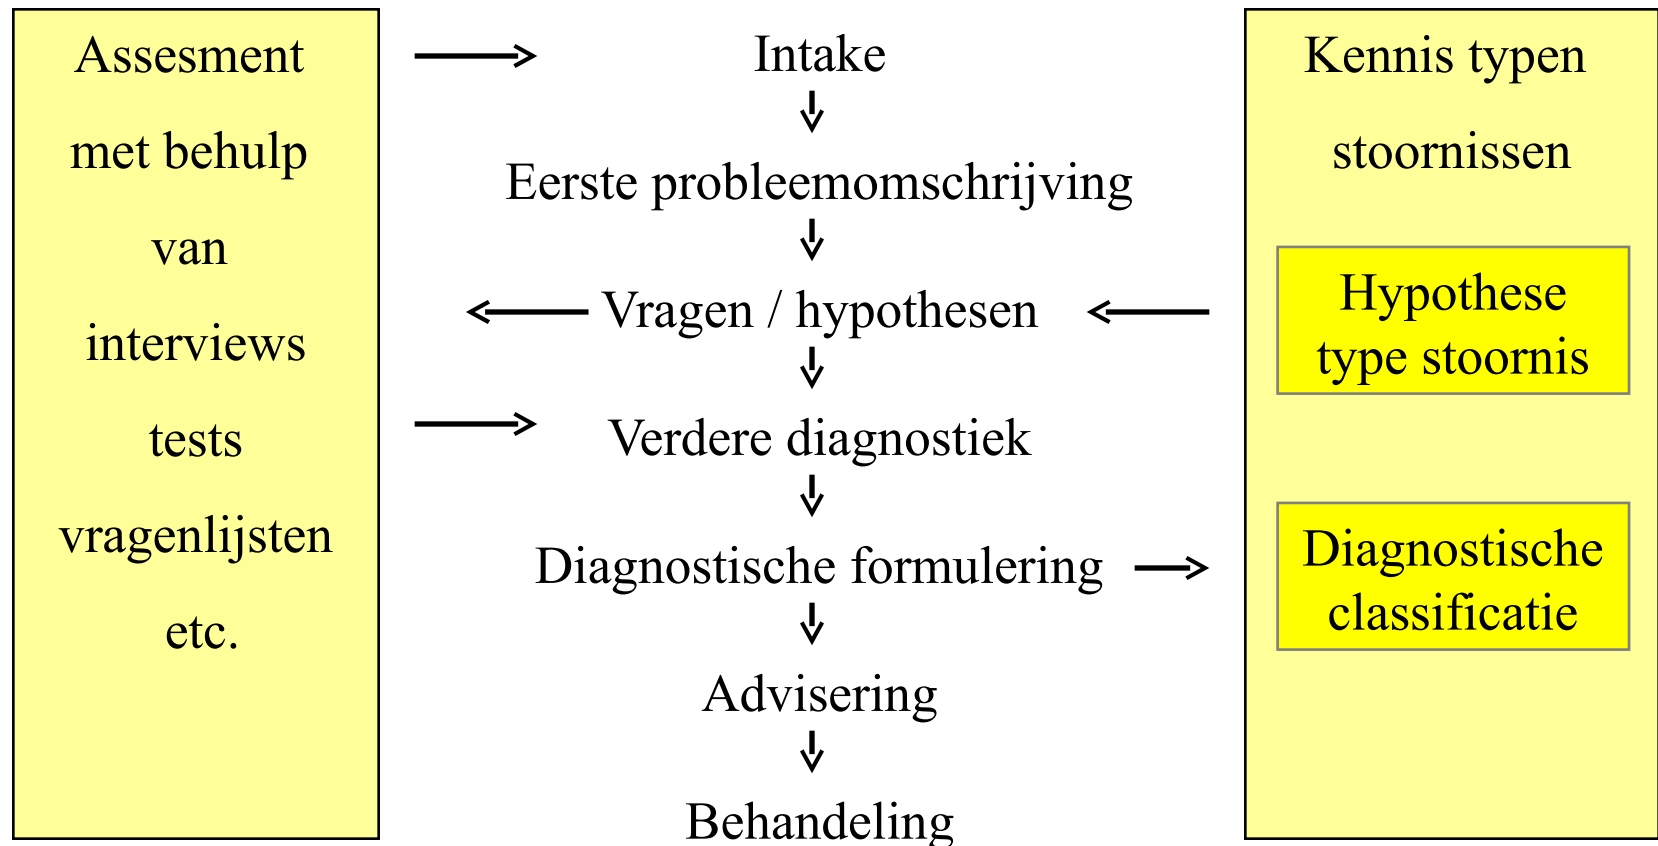 Assesment
met behulp
van
interviews
tests
vragenlijsten
etc.
Intake
Eerste probleemomschrijving
Vragen / hypothesen
Verdere diagnostiek
Diagnostische formulering
Advisering
Behandeling
Kennis typen
stoornissen
Hypothese
type stoornis
Diagnostische
classificatie